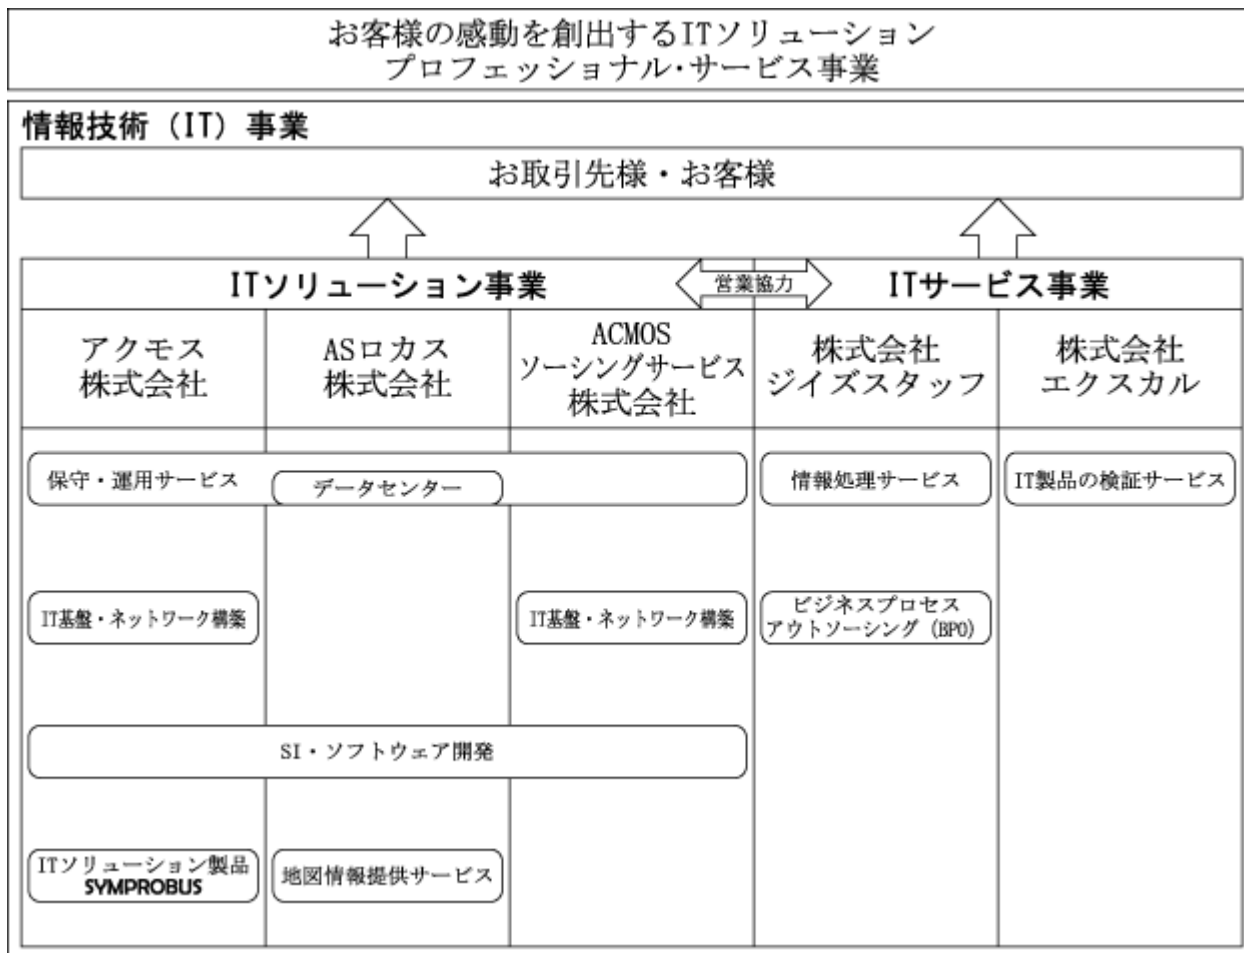 お客様の感動を創出するITソリューション
プロフェッショナル・サービス事業
情報技術（IT）事業
お取引先様・お客様
ITソリューション事業
営業協力
ITサービス事業
アクモス
株式会社
ASロカス
株式会社
ACMOS
ソーシングサービス
株式会社
株式会社
ジイズスタッフ
株式会社
エクスカル
保守・運用サービス
データセンター
情報処理サービス
IT製品の検証サービス
IT基盤・ネットワーク構築
IT基盤・ネットワーク構築
ビジネスプロセス
アウトソーシング（BPO）
SI・ソフトウェア開発
ITソリューション製品
SYMPROBUS
地図情報提供サービス